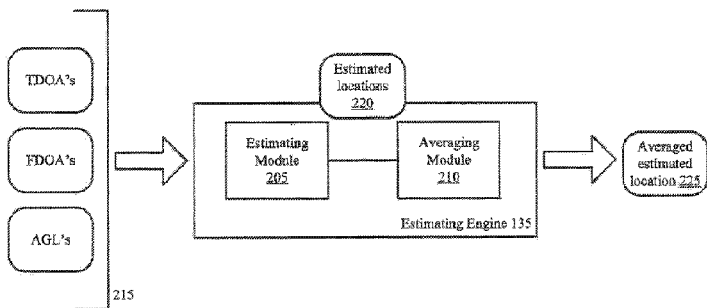 TDOA's
FDOA's
AGL's
215
Estimated
locations
220
Estimating
Module
205
Averaging
Module
210
Estimating Engine 135
Averaged
estimated
location 225